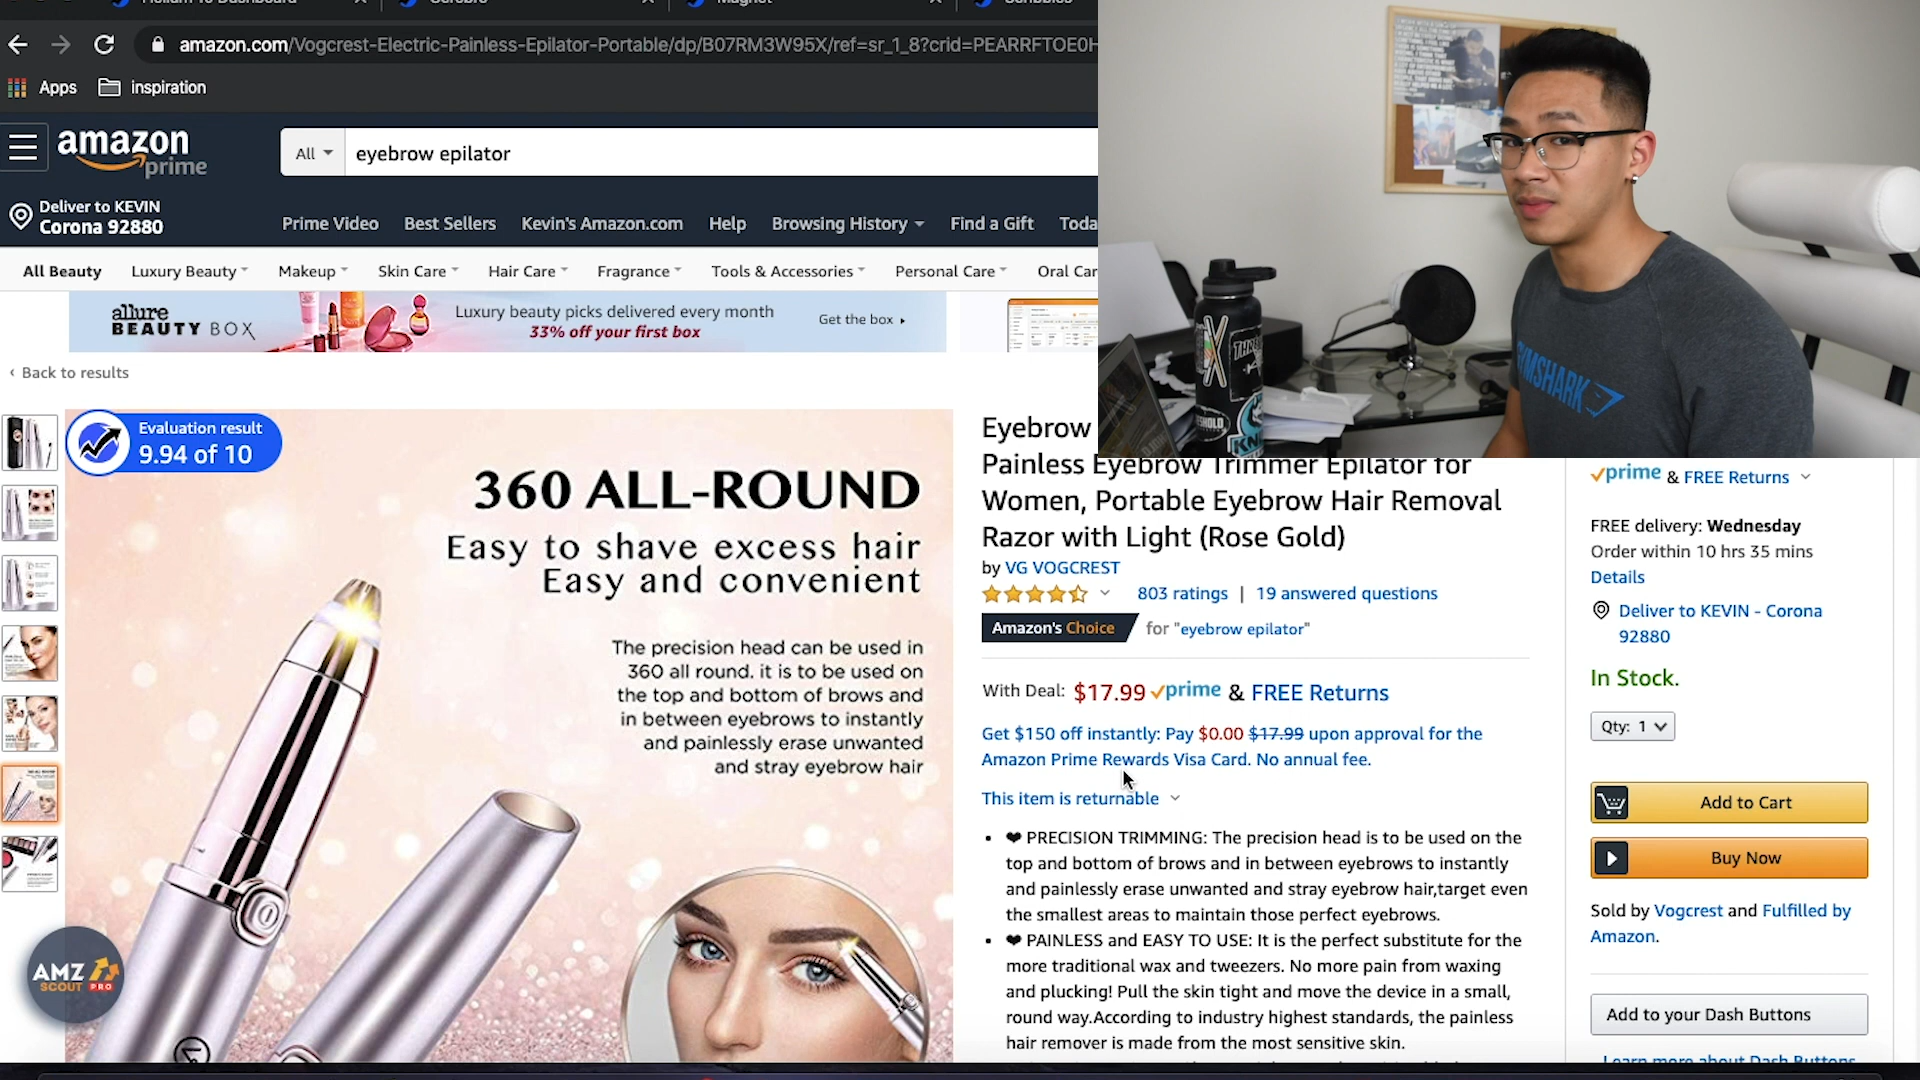 Helium 10 Dashboard
Cerebro
Magnet
Scribbles
amazon.com/Vogcrest-Electric-Painless-Epilator-Portable/dp/B07RM3W95X/ref=sr_1_8?crid=PEARRFTOE0H
Apps
inspiration
amazon prime
All
eyebrow epilator
Deliver to KEVIN
Corona 92880
Prime Video
Best Sellers
Kevin's Amazon.com
Help
Browsing History
Find a Gift
Toda
All Beauty
Luxury Beauty
Makeup
Skin Care
Hair Care
Fragrance
Tools & Accessories
Personal Care
Oral Car
allure
BEAUTY BOX
Luxury beauty picks delivered every month
33% off your first box
Get the box
‹ Back to results
Evaluation result
9.94 of 10
360 ALL-ROUND
Easy to shave excess hair
Easy and convenient
The precision head can be used in
360 all round. it is to be used on
the top and bottom of brows and
in between eyebrows to instantly
and painlessly erase unwanted
and stray eyebrow hair
AMZ
SCOUT PRO
Eyebrow
Painless Eyebrow Trimmer Epilator for
Women, Portable Eyebrow Hair Removal
Razor with Light (Rose Gold)
by VG VOGCREST
803 ratings | 19 answered questions
Amazon's Choice for "eyebrow epilator"
With Deal: $17.99 prime & FREE Returns
Get $150 off instantly: Pay $0.00 $17.99 upon approval for the
Amazon Prime Rewards Visa Card. No annual fee.
This item is returnable
• ❤ PRECISION TRIMMING: The precision head is to be used on the
top and bottom of brows and in between eyebrows to instantly
and painlessly erase unwanted and stray eyebrow hair,target even
the smallest areas to maintain those perfect eyebrows.
• ❤ PAINLESS and EASY TO USE: It is the perfect substitute for the
more traditional wax and tweezers. No more pain from waxing
and plucking! Pull the skin tight and move the device in a small,
round way.According to industry highest standards, the painless
hair remover is made from the most sensitive skin.
GYMSHARK
prime & FREE Returns
FREE delivery: Wednesday
Order within 10 hrs 35 mins
Details
Deliver to KEVIN - Corona
92880
In Stock.
Qty: 1
Add to Cart
Buy Now
Sold by Vogcrest and Fulfilled by
Amazon.
Add to your Dash Buttons
Learn more about Dash Buttons